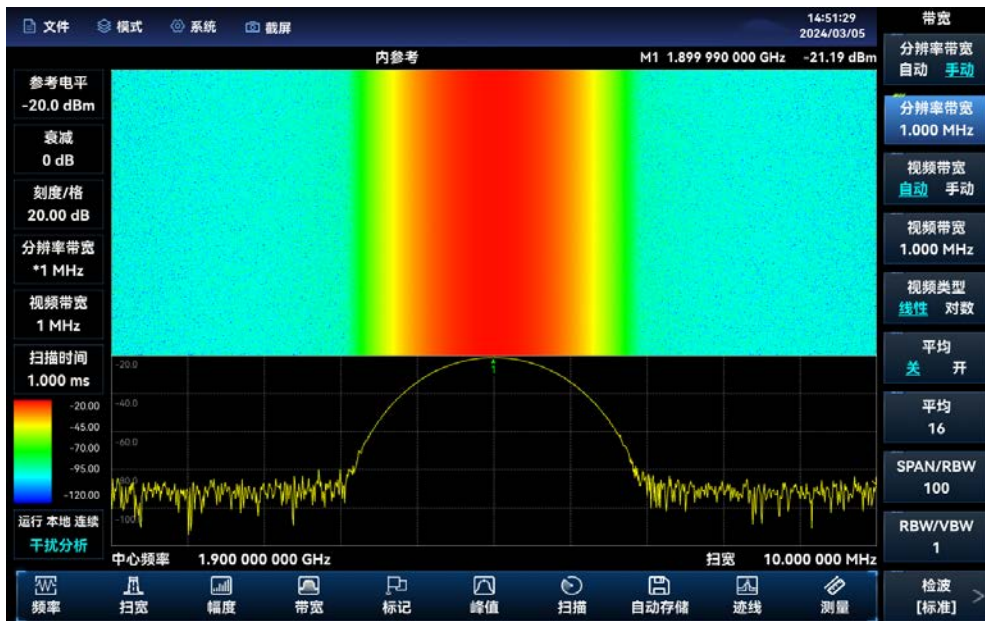 文件 模式 系统 截屏
14:51:29
2024/03/05
内参考 M1 1.899 990 000 GHz -21.19 dBm
参考电平
-20.0 dBm
衰减
0 dB
刻度/格
20.00 dB
分辨率带宽
*1 MHz
视频带宽
1 MHz
扫描时间
1.000 ms
-20.00
-45.00
-70.00
-95.00
-120.00
运行 本地 连续
干扰分析
-20.0
-40.0
-60.0
-80.0
-100.0
1
中心频率 1.900 000 000 GHz 扫宽 10.000 000 MHz
频率 扫宽 幅度 带宽 标记 峰值 扫描 自动存储 迹线 测量
带宽
分辨率带宽
自动 手动
分辨率带宽
1.000 MHz
视频带宽
自动 手动
视频带宽
1.000 MHz
视频类型
线性 对数
平均
关 开
平均
16
SPAN/RBW
100
RBW/VBW
1
检波
[标准]